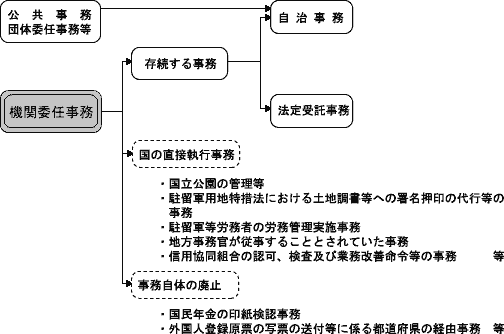 公共事務
団体委任事務等
自治事務
存続する事務
機関委任事務
法定受託事務
国の直接執行事務
・国立公園の管理等
・駐留軍用地特措法における土地調書等への署名押印の代行等の
事務
・駐留軍等労務者の労務管理実施事務
・地方事務官が従事することとされていた事務
・信用協同組合の認可、検査及び業務改善命令等の事務 等
事務自体の廃止
・国民年金の印紙検認事務
・外国人登録原票の写票の送付等に係る都道府県の経由事務 等